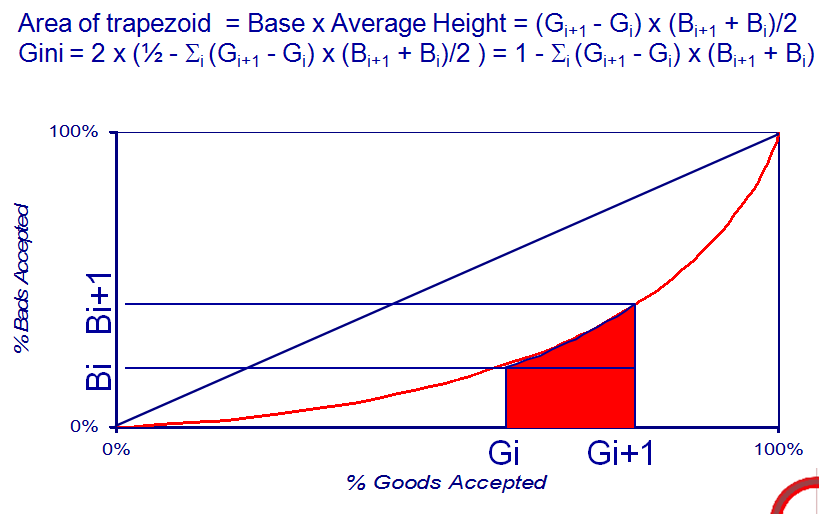 Area of trapezoid = Base x Average Height = (Gi+1 - Gi) x (Bi+1 + Bi)/2
Gini = 2 x (½ - Σi (Gi+1 - Gi) x (Bi+1 + Bi)/2 ) = 1 - Σi (Gi+1 - Gi) x (Bi+1 + Bi)
100%
% Bads Accepted
Bi+1
Bi
0%
0%
Gi
Gi+1
100%
% Goods Accepted